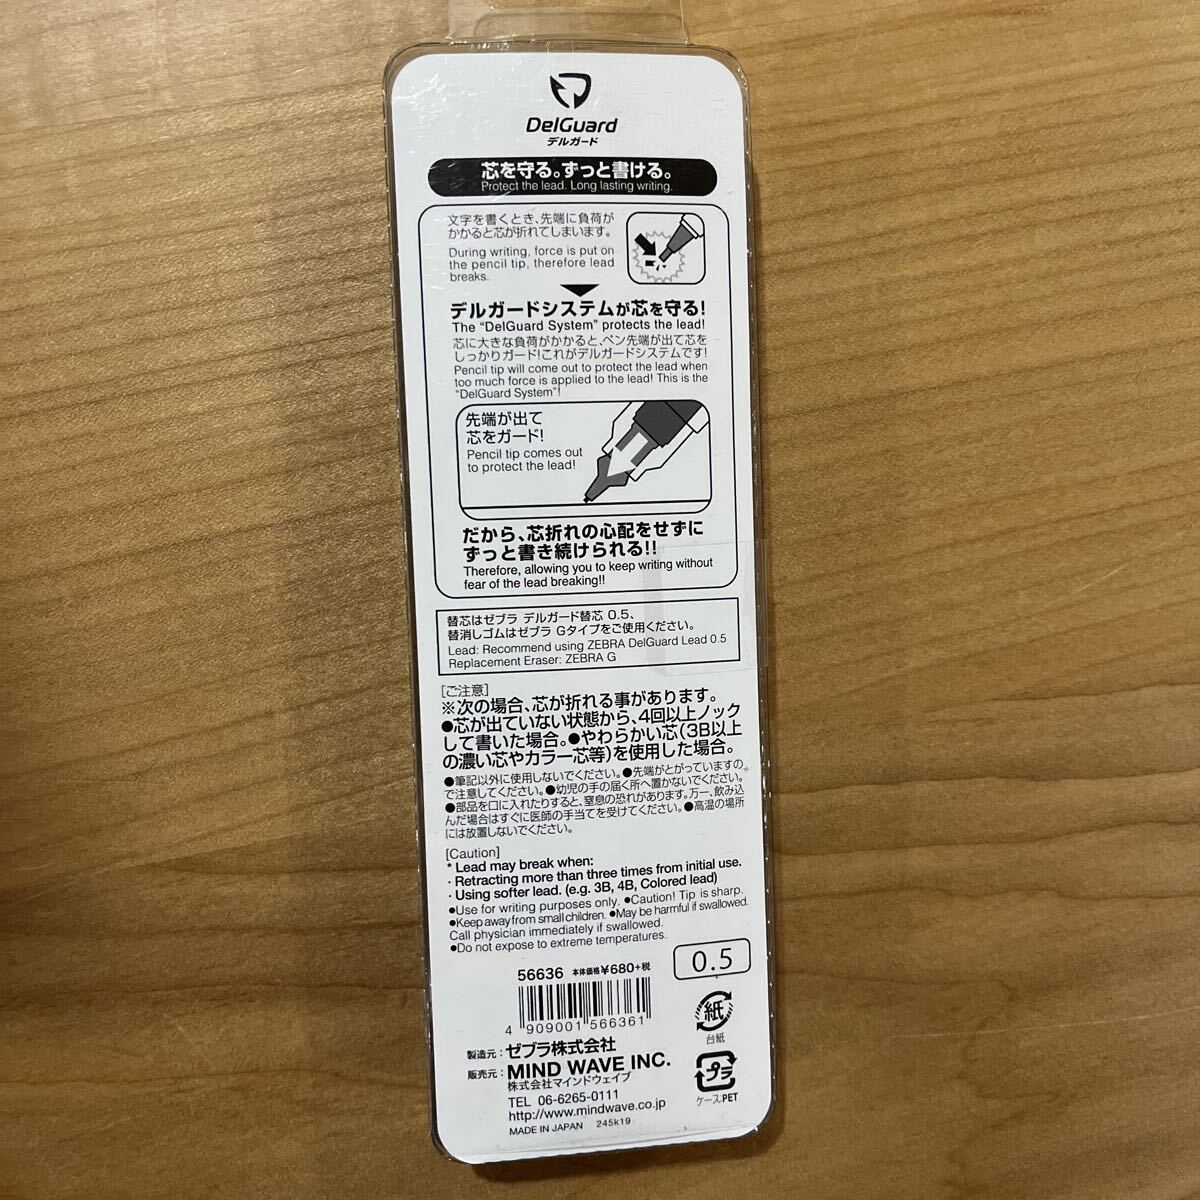 DelGuard
デルガード
芯を守る。ずっと書ける。
Protect the lead. Long lasting writing.
文字を書くとき、先端に負荷が
かかると芯が折れてしまいます。
During writing, force is put on
the pencil tip, therefore lead
breaks.
デルガードシステムが芯を守る!
The "DelGuard System" protects the lead!
芯に大きな負荷がかかると、ペン先端が出て芯を
しっかりガード!これがデルガードシステムです!
Pencil tip will come out to protect the lead when
too much force is applied to the lead! This is the
"DelGuard System"!
先端が出て
芯をガード!
Pencil tip comes out
to protect the lead!
だから、芯折れの心配をせずに
ずっと書き続けられる!!
Therefore, allowing you to keep writing without
fear of the lead breaking!!
替芯はゼブラ デルガード替芯 0.5、
替消しゴムはゼブラ Gタイプをご使用ください。
Lead: Recommend using ZEBRA DelGuard Lead 0.5
Replacement Eraser: ZEBRA G
[ご注意]
※次の場合、芯が折れる事があります。
●芯が出ていない状態から、4回以上ノック
して書いた場合。●やわらかい芯(3B以上
の濃い芯やカラー芯等)を使用した場合。
●筆記以外に使用しないでください。●先端がとがっていますの
で注意してください。●幼児の手の届く所へ置かないでください。
●部品を口に入れたりすると、窒息の恐れがあります。万一、飲み込
んだ場合はすぐに医師の手当てを受けてください。●高温の場所
には放置しないでください。
[Caution]
* Lead may break when:
・Retracting more than three times from initial use.
・Using softer lead. (e.g. 3B, 4B, Colored lead)
●Use for writing purposes only. ●Caution! Tip is sharp.
●Keep away from small children. ●May be harmful if swallowed.
Call physician immediately if swallowed.
●Do not expose to extreme temperatures.
0.5
56636 本体価格¥680+税
4 909001 566361
紙
台紙
製造元:ゼブラ株式会社
販売元:MIND WAVE INC.
株式会社マインドウェイブ
プラ
ケースPET
TEL 06-6265-0111
http://www.mindwave.co.jp
MADE IN JAPAN 245k19